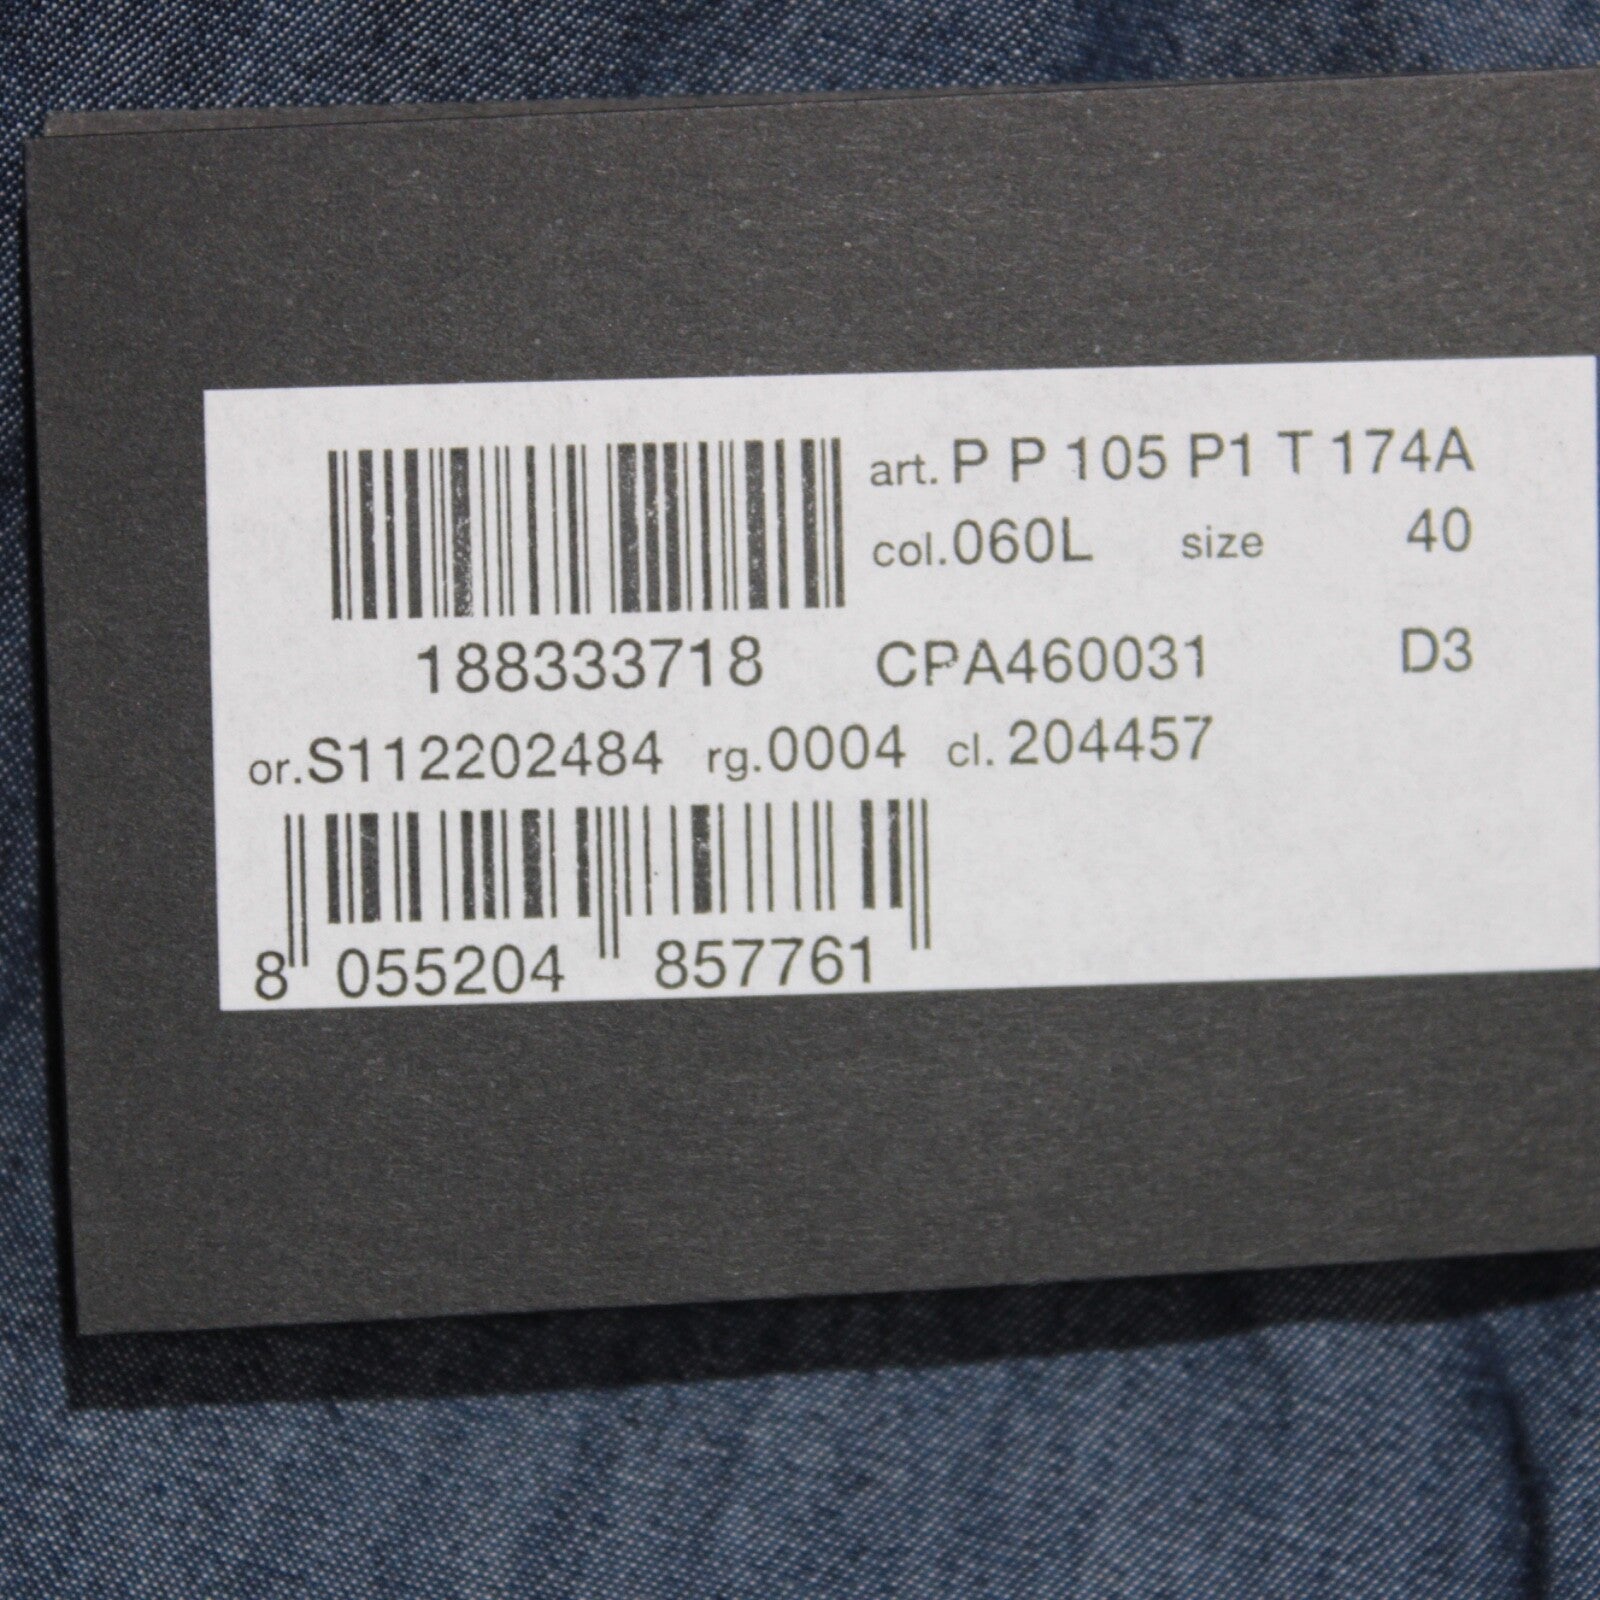 art. P P 105 P1 T 174A
col.060L size 40
188333718 CPA460031 D3
or.S112202484 rg.0004 cl. 204457
8 055204 857761